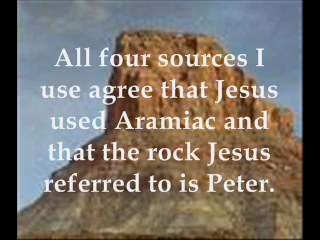 All four sources I
use agree that Jesus
used Aramiac and
that the rock Jesus
referred to is Peter.